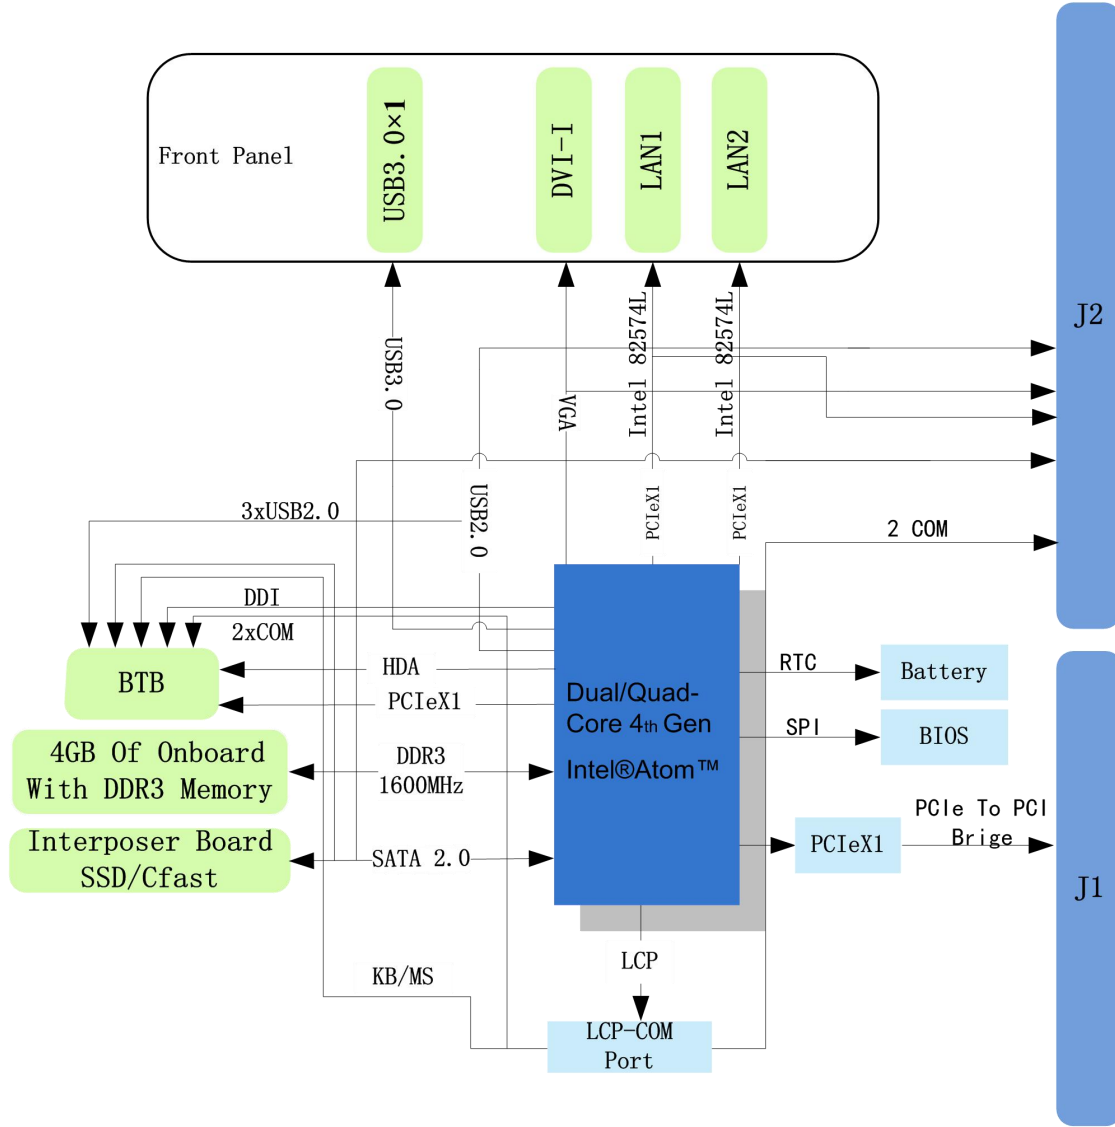 Front Panel
USB3.0×1
DVI-I
LAN1
LAN2
J2
USB3.0
VGA
Intel 82574L
Intel 82574L
3xUSB2.0
USB2.0
PCIeX1
PCIeX1
2 COM
DDI
2xCOM
BTB
HDA
PCIeX1
Dual/Quad-
Core 4th Gen
Intel®Atom™
RTC
Battery
SPI
BIOS
4GB Of Onboard
With DDR3 Memory
DDR3
1600MHz
PCIeX1
PCIe To PCI
Brige
J1
Interposer Board
SSD/Cfast
SATA 2.0
KB/MS
LCP
LCP-COM
Port